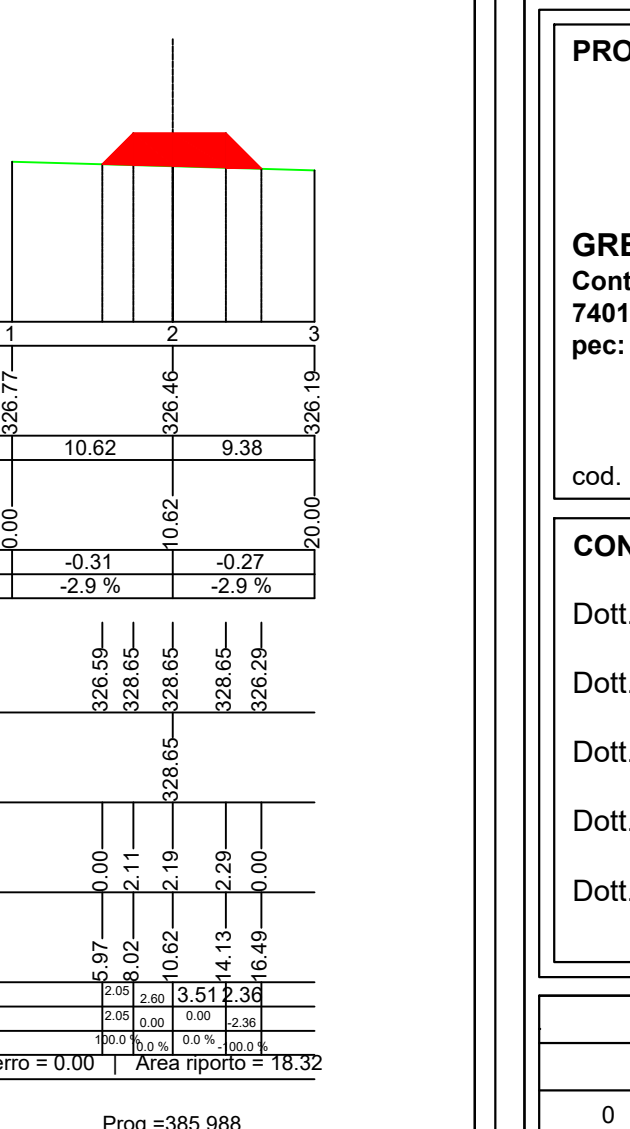 1 2 3
326.77 326.46 326.19
10.62 9.38
0.00 10.62 20.00
-0.31 -0.27
-2.9 % -2.9 %
326.59 328.65 328.65 328.65 326.29
328.65
0.00 2.11 2.19 2.29 0.00
5.97 8.02 10.62 14.13 16.49
2.05 2.60 3.51 2.36
2.05 0.00 0.00 -2.36
100.0 % 0.0 % 0.0 % -100.0 %
erro = 0.00 | Area riporto = 18.32
Prog.=385.988
PRO
GRE
Cont
7401
pec:
cod.
CON
Dott.
Dott.
Dott.
Dott.
Dott.
0